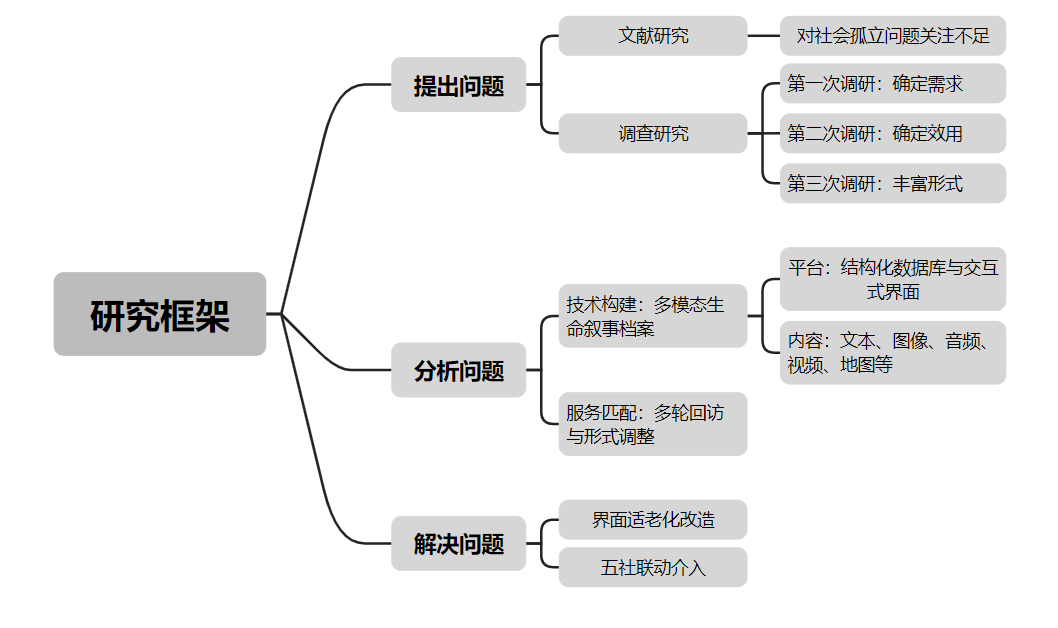 研究框架
提出问题
文献研究
对社会孤立问题关注不足
调查研究
第一次调研：确定需求
第二次调研：确定效用
第三次调研：丰富形式
分析问题
技术构建：多模态生
命叙事档案
平台：结构化数据库与交互
式界面
内容：文本、图像、音频、
视频、地图等
服务匹配：多轮回访
与形式调整
解决问题
界面适老化改造
五社联动介入